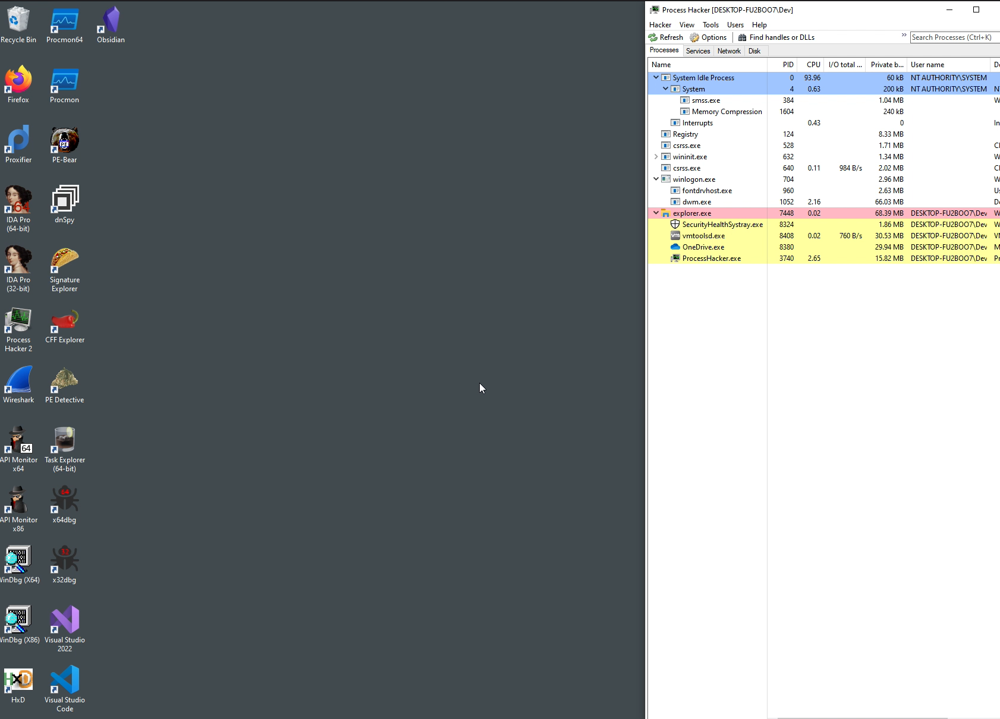 Recycle Bin
Procmon64
Obsidian
Firefox
Procmon
Proxifier
PE
PE-Bear
64
IDA Pro
(64-bit)
dnSpy
IDA Pro
(32-bit)
Signature
Explorer
Process
Hacker 2
CFF Explorer
Wireshark
PE Detective
64
API Monitor
x64
Task Explorer
(64-bit)
API Monitor
x86
64
x64dbg
WinDbg (X64)
32
x32dbg
WinDbg (X86)
Visual Studio
2022
HxD
HxD
Visual Studio
Code
Process Hacker [DESKTOP-FU2BOO7\Dev]
Hacker View Tools Users Help
Refresh Options Find handles or DLLs » Search Processes (Ctrl+K)
Processes Services Network Disk
Name PID CPU I/O total ... Private b... User name De
System Idle Process 0 93.96 60 kB NT AUTHORITY\SYSTEM
System 4 0.63 200 kB NT AUTHORITY\SYSTEM N
smss.exe 384 1.04 MB W
Memory Compression 1604 240 kB
Interrupts 0.43 0 In
Registry 124 8.33 MB
csrss.exe 528 1.71 MB Cl
wininit.exe 632 1.34 MB W
csrss.exe 640 0.11 984 B/s 2.02 MB Cl
winlogon.exe 704 2.96 MB W
fontdrvhost.exe 960 2.63 MB Us
dwm.exe 1052 2.16 66.03 MB De
explorer.exe 7448 0.02 68.39 MB DESKTOP-FU2BOO7\Dev W
SecurityHealthSystray.exe 8324 1.86 MB DESKTOP-FU2BOO7\Dev W
vm vmtoolsd.exe 8408 0.02 760 B/s 30.53 MB DESKTOP-FU2BOO7\Dev VM
OneDrive.exe 8380 29.94 MB DESKTOP-FU2BOO7\Dev M
ProcessHacker.exe 3740 2.65 15.82 MB DESKTOP-FU2BOO7\Dev Pr